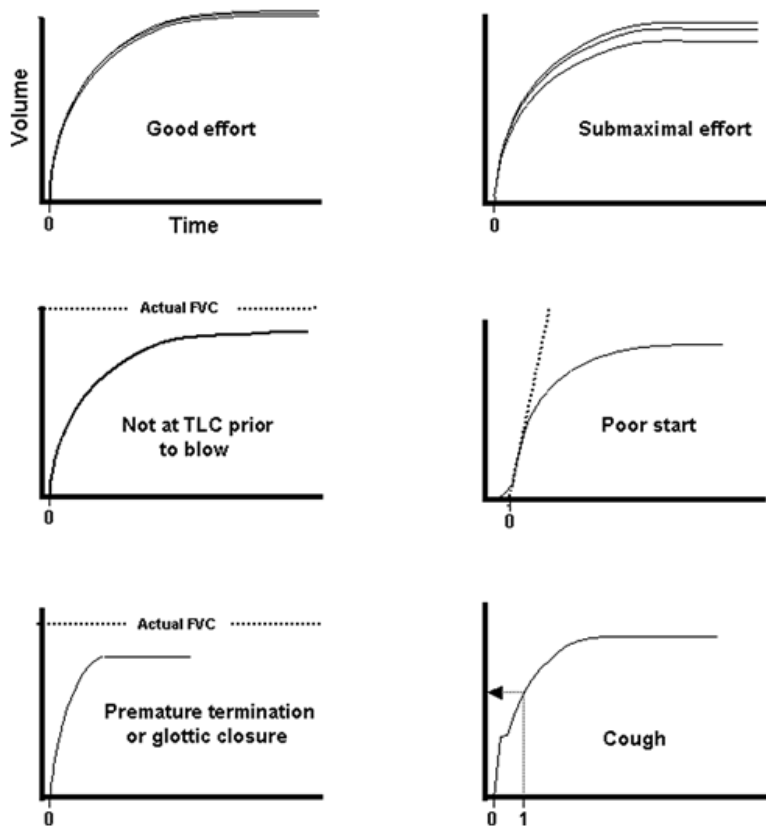 Volume
Good effort
0
Time
Submaximal effort
0
Actual FVC
Not at TLC prior
to blow
0
Poor start
0
Actual FVC
Premature termination
or glottic closure
0
Cough
0 1